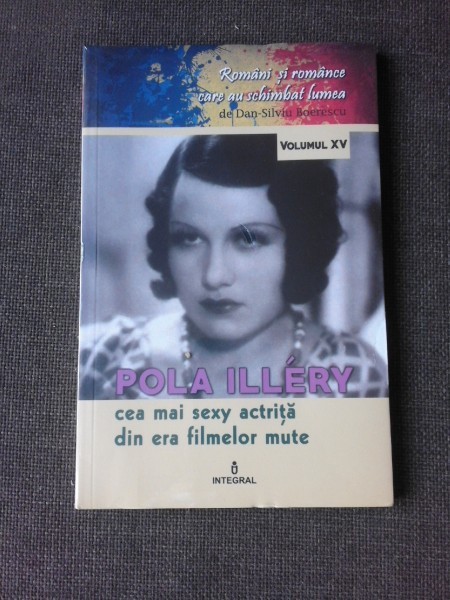 Români și românce
care au schimbat lumea
de Dan-Silviu Boerescu
VOLUMUL XV
POLA ILLÉRY
cea mai sexy actriță
din era filmelor mute
INTEGRAL